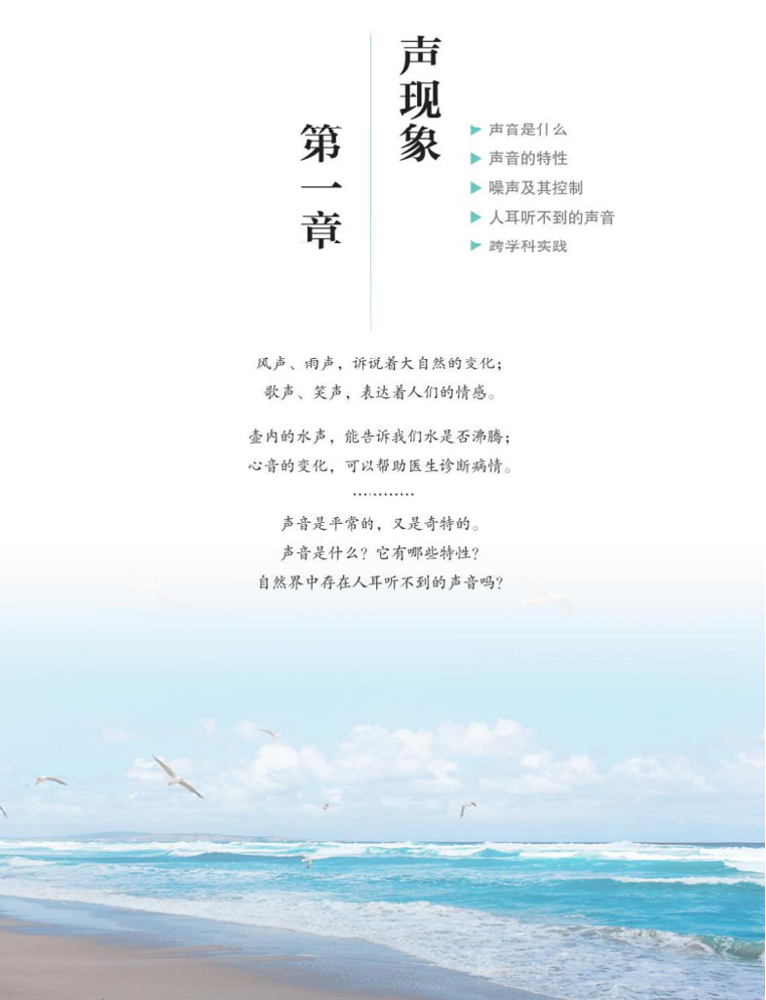 第一章
声现象
声音是什么
声音的特性
噪声及其控制
人耳听不到的声音
跨学科实践
风声、雨声，诉说着大自然的变化；
歌声、笑声，表达着人们的情感。
壶内的水声，能告诉我们水是否沸腾；
心音的变化，可以帮助医生诊断病情。
…………
声音是平常的，又是奇特的。
声音是什么？它有哪些特性？
自然界中存在人耳听不到的声音吗？